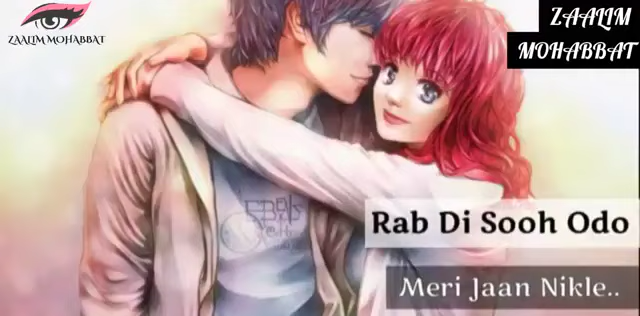 ZAALIM MOHABBAT
ZAALIM
MOHABBAT
Rab Di Sooh Odo
Meri Jaan Nikle..